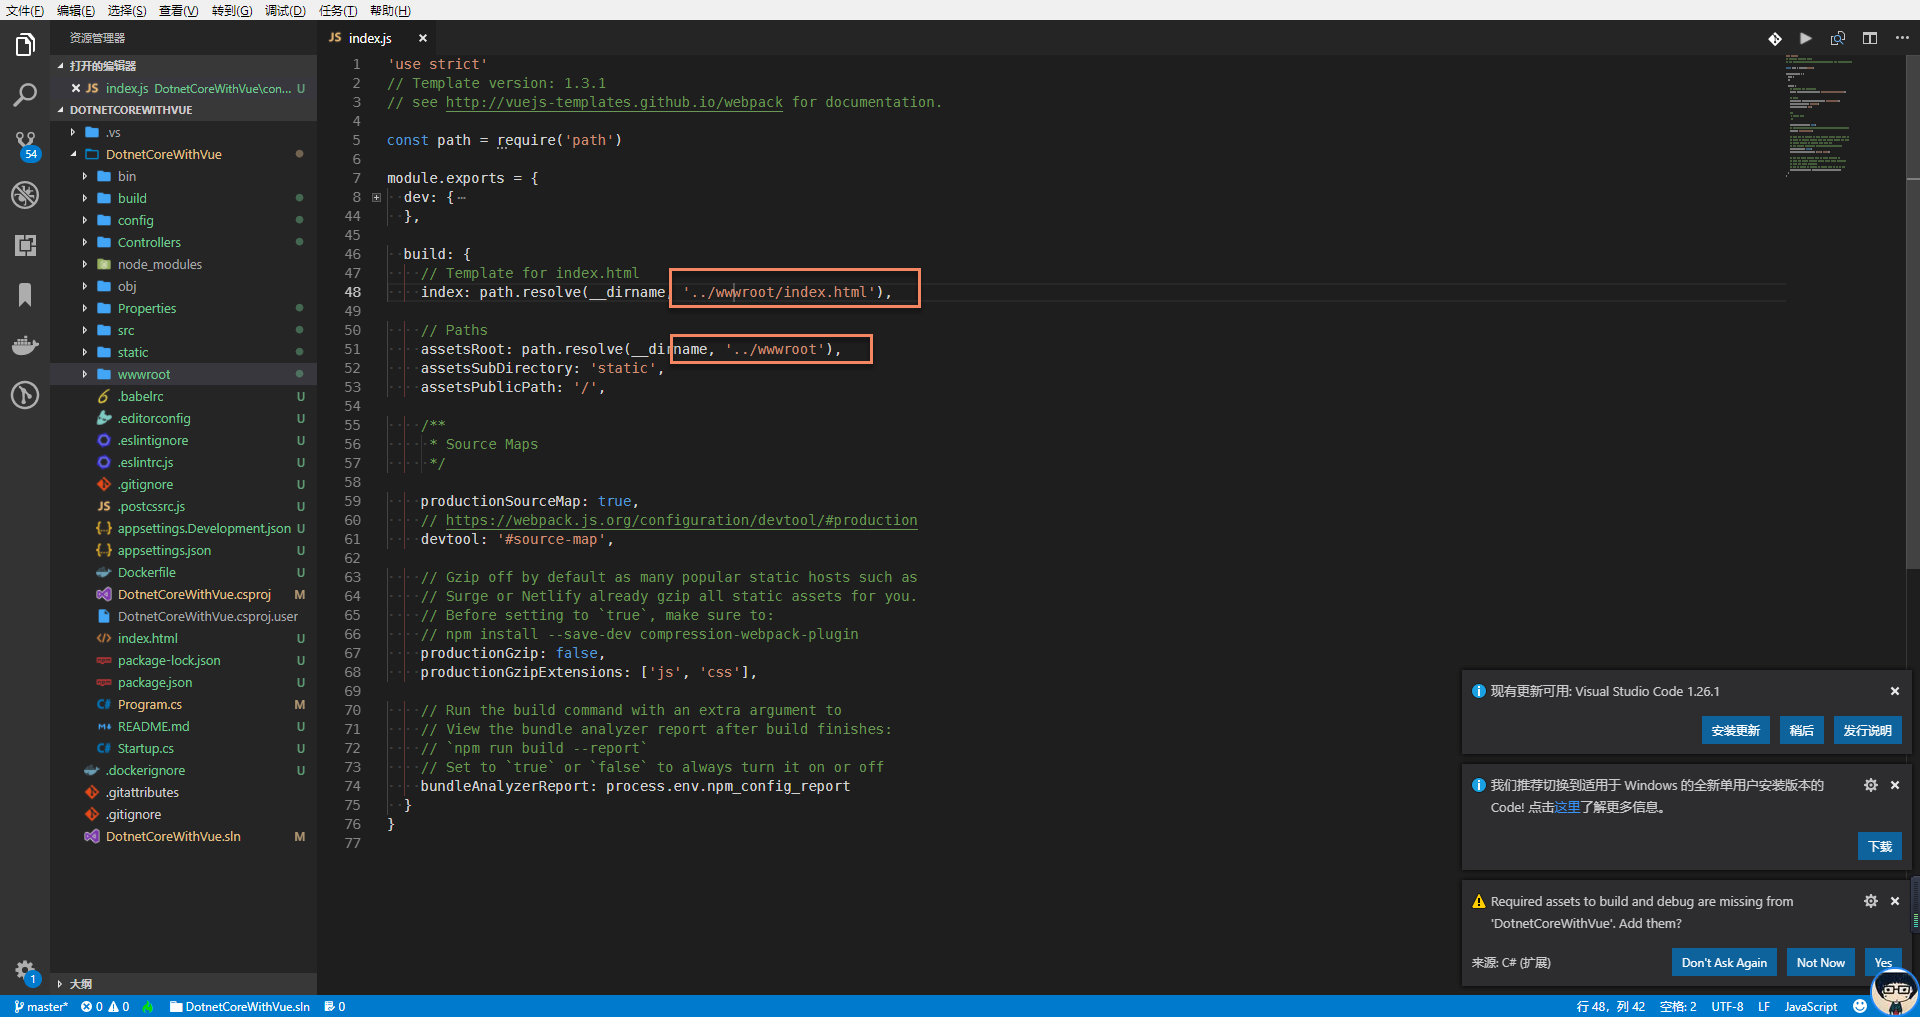 文件(F) 编辑(E) 选择(S) 查看(V) 转到(G) 调试(D) 任务(T) 帮助(H)
资源管理器
打开的编辑器
JS index.js DotnetCoreWithVue\con... U
DOTNETCOREWITHVUE
.vs
DotnetCoreWithVue
bin
build
config
Controllers
node_modules
obj
Properties
src
static
wwwroot
.babelrc U
.editorconfig U
.eslintignore U
.eslintrc.js U
.gitignore U
JS .postcssrc.js U
{..} appsettings.Development.json U
{..} appsettings.json U
Dockerfile U
DotnetCoreWithVue.csproj M
DotnetCoreWithVue.csproj.user
index.html U
package-lock.json U
package.json U
C# Program.cs M
M↓ README.md U
C# Startup.cs U
.dockerignore U
.gitattributes
.gitignore
DotnetCoreWithVue.sln M
大纲
54
1
JS index.js
1 'use strict'
2 // Template version: 1.3.1
3 // see http://vuejs-templates.github.io/webpack for documentation.
4
5 const path = require('path')
6
7 module.exports = {
8 dev: {…
44 },
45
46 build: {
47 // Template for index.html
48 index: path.resolve(__dirname, '../wwwroot/index.html'),
49
50 // Paths
51 assetsRoot: path.resolve(__dirname, '../wwwroot'),
52 assetsSubDirectory: 'static',
53 assetsPublicPath: '/',
54
55 /**
56 * Source Maps
57 */
58
59 productionSourceMap: true,
60 // https://webpack.js.org/configuration/devtool/#production
61 devtool: '#source-map',
62
63 // Gzip off by default as many popular static hosts such as
64 // Surge or Netlify already gzip all static assets for you.
65 // Before setting to `true`, make sure to:
66 // npm install --save-dev compression-webpack-plugin
67 productionGzip: false,
68 productionGzipExtensions: ['js', 'css'],
69
70 // Run the build command with an extra argument to
71 // View the bundle analyzer report after build finishes:
72 // `npm run build --report`
73 // Set to `true` or `false` to always turn it on or off
74 bundleAnalyzerReport: process.env.npm_config_report
75 }
76 }
77
现有更新可用: Visual Studio Code 1.26.1
安装更新 稍后 发行说明
我们推荐切换到适用于 Windows 的全新单用户安装版本的
Code! 点击这里了解更多信息。
下载
Required assets to build and debug are missing from
'DotnetCoreWithVue'. Add them?
来源: C# (扩展) Don't Ask Again Not Now Yes
master* 0 0 DotnetCoreWithVue.sln 0 行 48，列 42 空格: 2 UTF-8 LF JavaScript